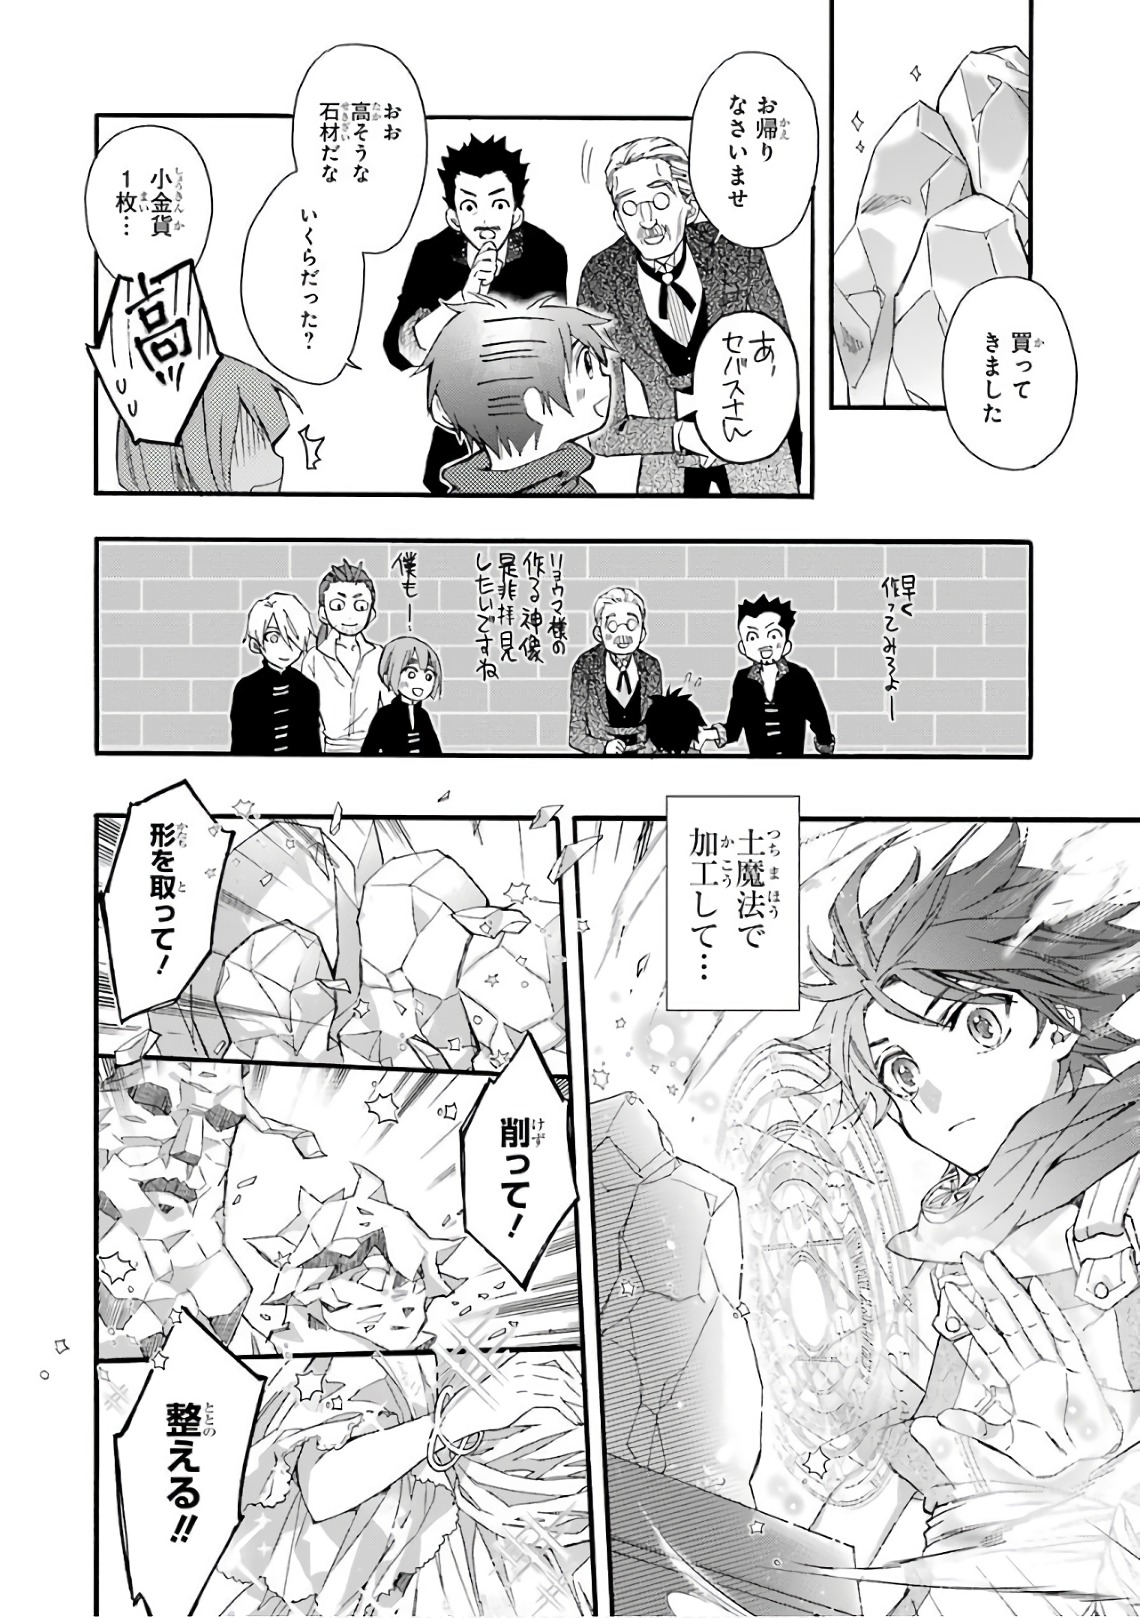 買って
きました
お帰り
なさいませ
あ、
セバスさん
おお
高そうな
石材だな
いくらだった?
小金貨
1枚…
高ッ
早く
作ってみろよー
リョウマ様の
作る神像
是非拝見
したいですね
僕もー
土魔法で
加工して…
形を取って!
削って!
整える!!